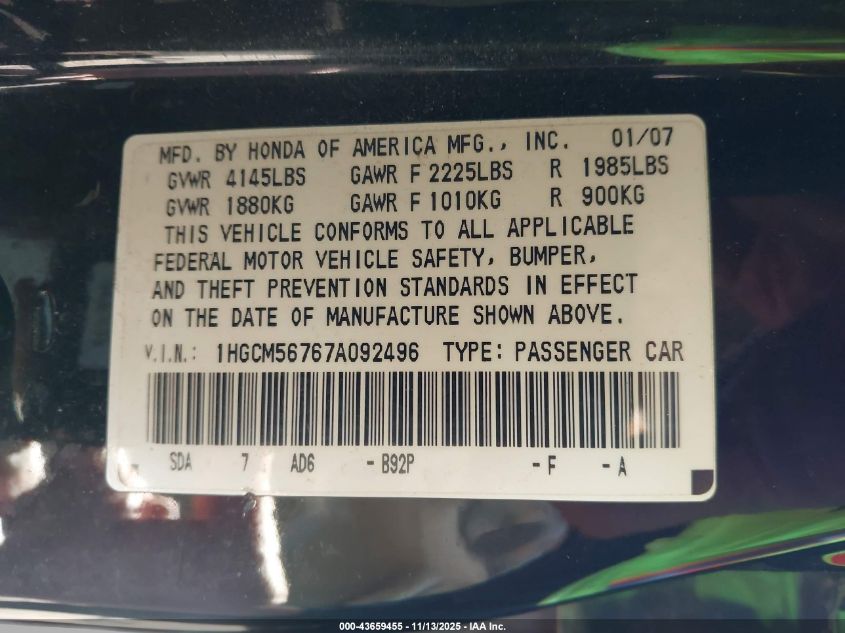 MFD. BY HONDA OF AMERICA MFG., INC. 01/07
GVWR 4145LBS GAWR F 2225LBS R 1985LBS
GVWR 1880KG GAWR F 1010KG R 900KG
THIS VEHICLE CONFORMS TO ALL APPLICABLE
FEDERAL MOTOR VEHICLE SAFETY, BUMPER,
AND THEFT PREVENTION STANDARDS IN EFFECT
ON THE DATE OF MANUFACTURE SHOWN ABOVE.
V.I.N.: 1HGCM56767A092496 TYPE: PASSENGER CAR
SDA 7 AD6 - B92P - F - A
000-43659455 - 11/13/2025 - IAA Inc.